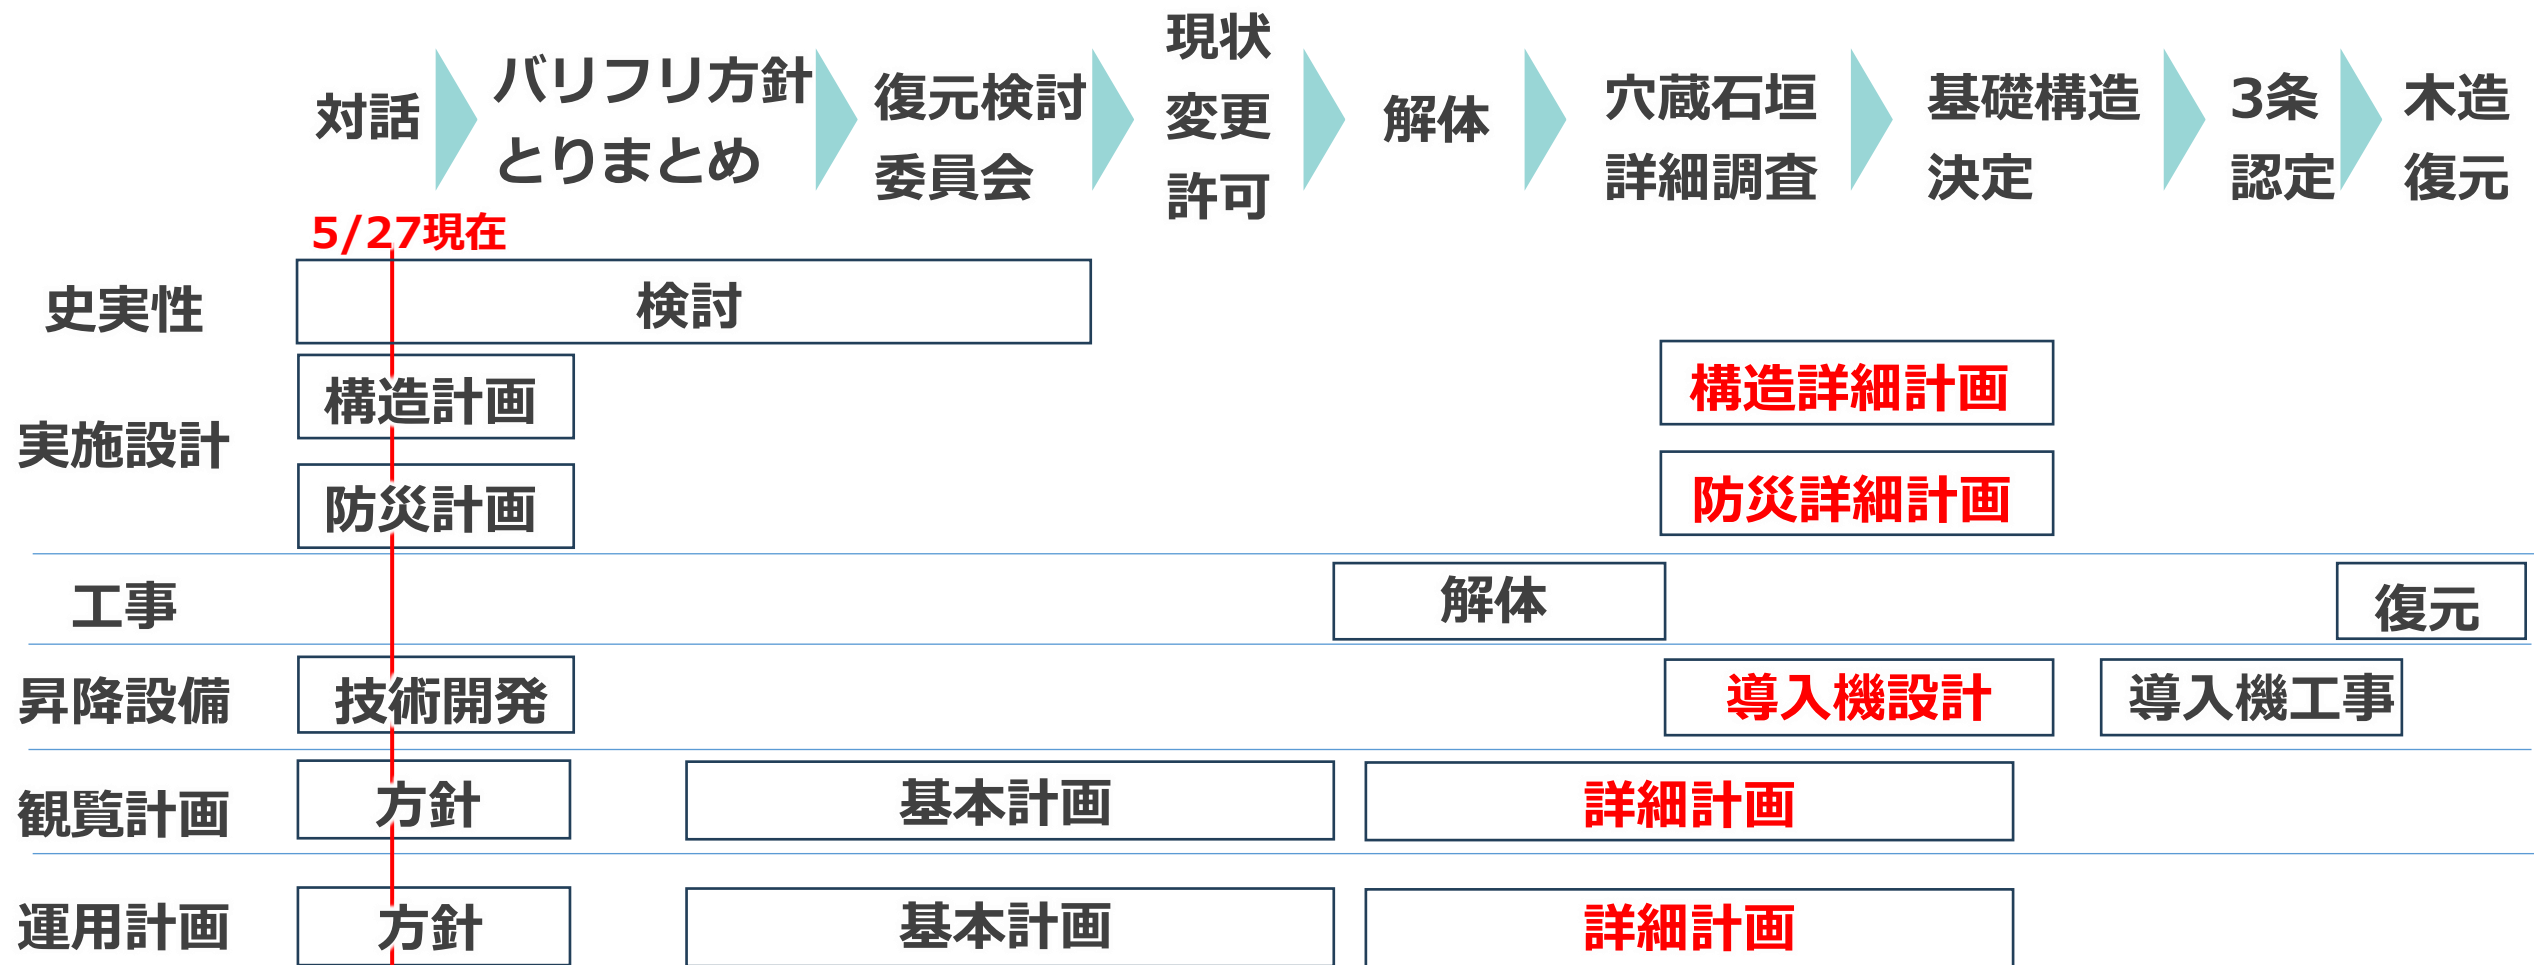 対話
バリフリ方針
とりまとめ
復元検討
委員会
現状
変更
許可
解体
穴蔵石垣
詳細調査
基礎構造
決定
3条
認定
木造
復元
5/27現在
史実性
検討
実施設計
構造計画
構造詳細計画
防災計画
防災詳細計画
工事
解体
復元
昇降設備
技術開発
導入機設計
導入機工事
観覧計画
方針
基本計画
詳細計画
運用計画
方針
基本計画
詳細計画